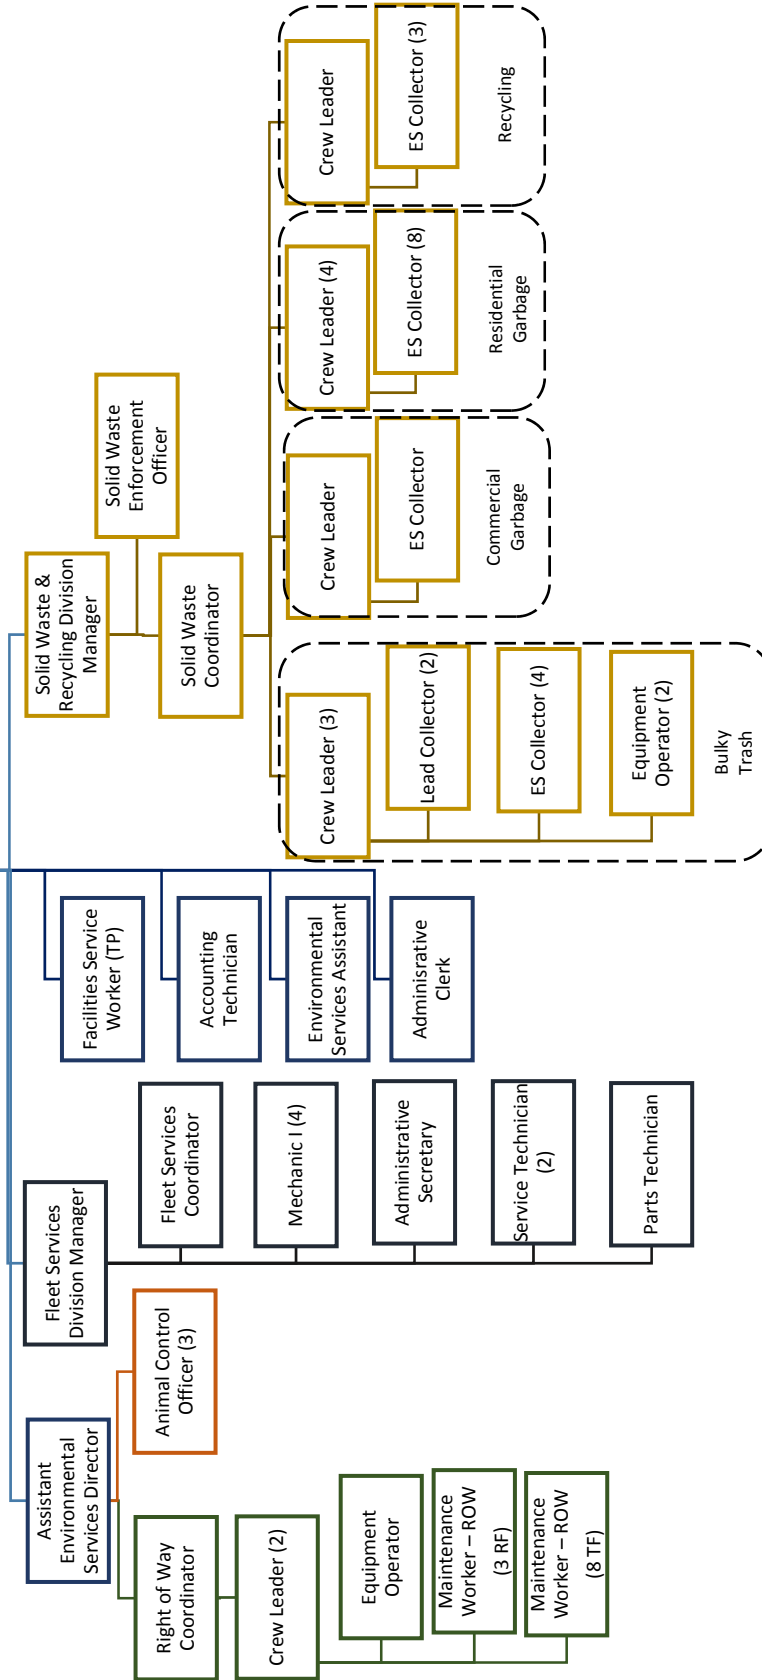 Assistant
Environmental
Services Director
Right of Way
Coordinator
Crew Leader (2)
Equipment
Operator
Maintenance
Worker – ROW
(3 RF)
Maintenance
Worker – ROW
(8 TF)
Animal Control
Officer (3)
Fleet Services
Division Manager
Fleet Services
Coordinator
Mechanic I (4)
Administrative
Secretary
Service Technician
(2)
Parts Technician
Facilities Service
Worker (TP)
Accounting
Technician
Environmental
Services Assistant
Adminisrative
Clerk
Solid Waste &
Recycling Division
Manager
Solid Waste
Enforcement
Officer
Solid Waste
Coordinator
Crew Leader (3)
Lead Collector (2)
ES Collector (4)
Equipment
Operator (2)
Bulky
Trash
Crew Leader
ES Collector
Commercial
Garbage
Crew Leader (4)
ES Collector (8)
Residential
Garbage
Crew Leader
ES Collector (3)
Recycling